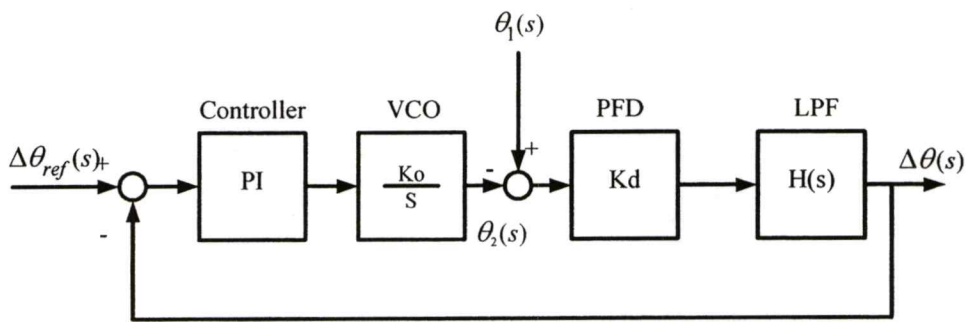 θ₁(s)
Controller
VCO
PFD
LPF
Δθref(s)
+
PI
Ko
S
-
+
Kd
H(s)
Δθ(s)
-
θ₂(s)